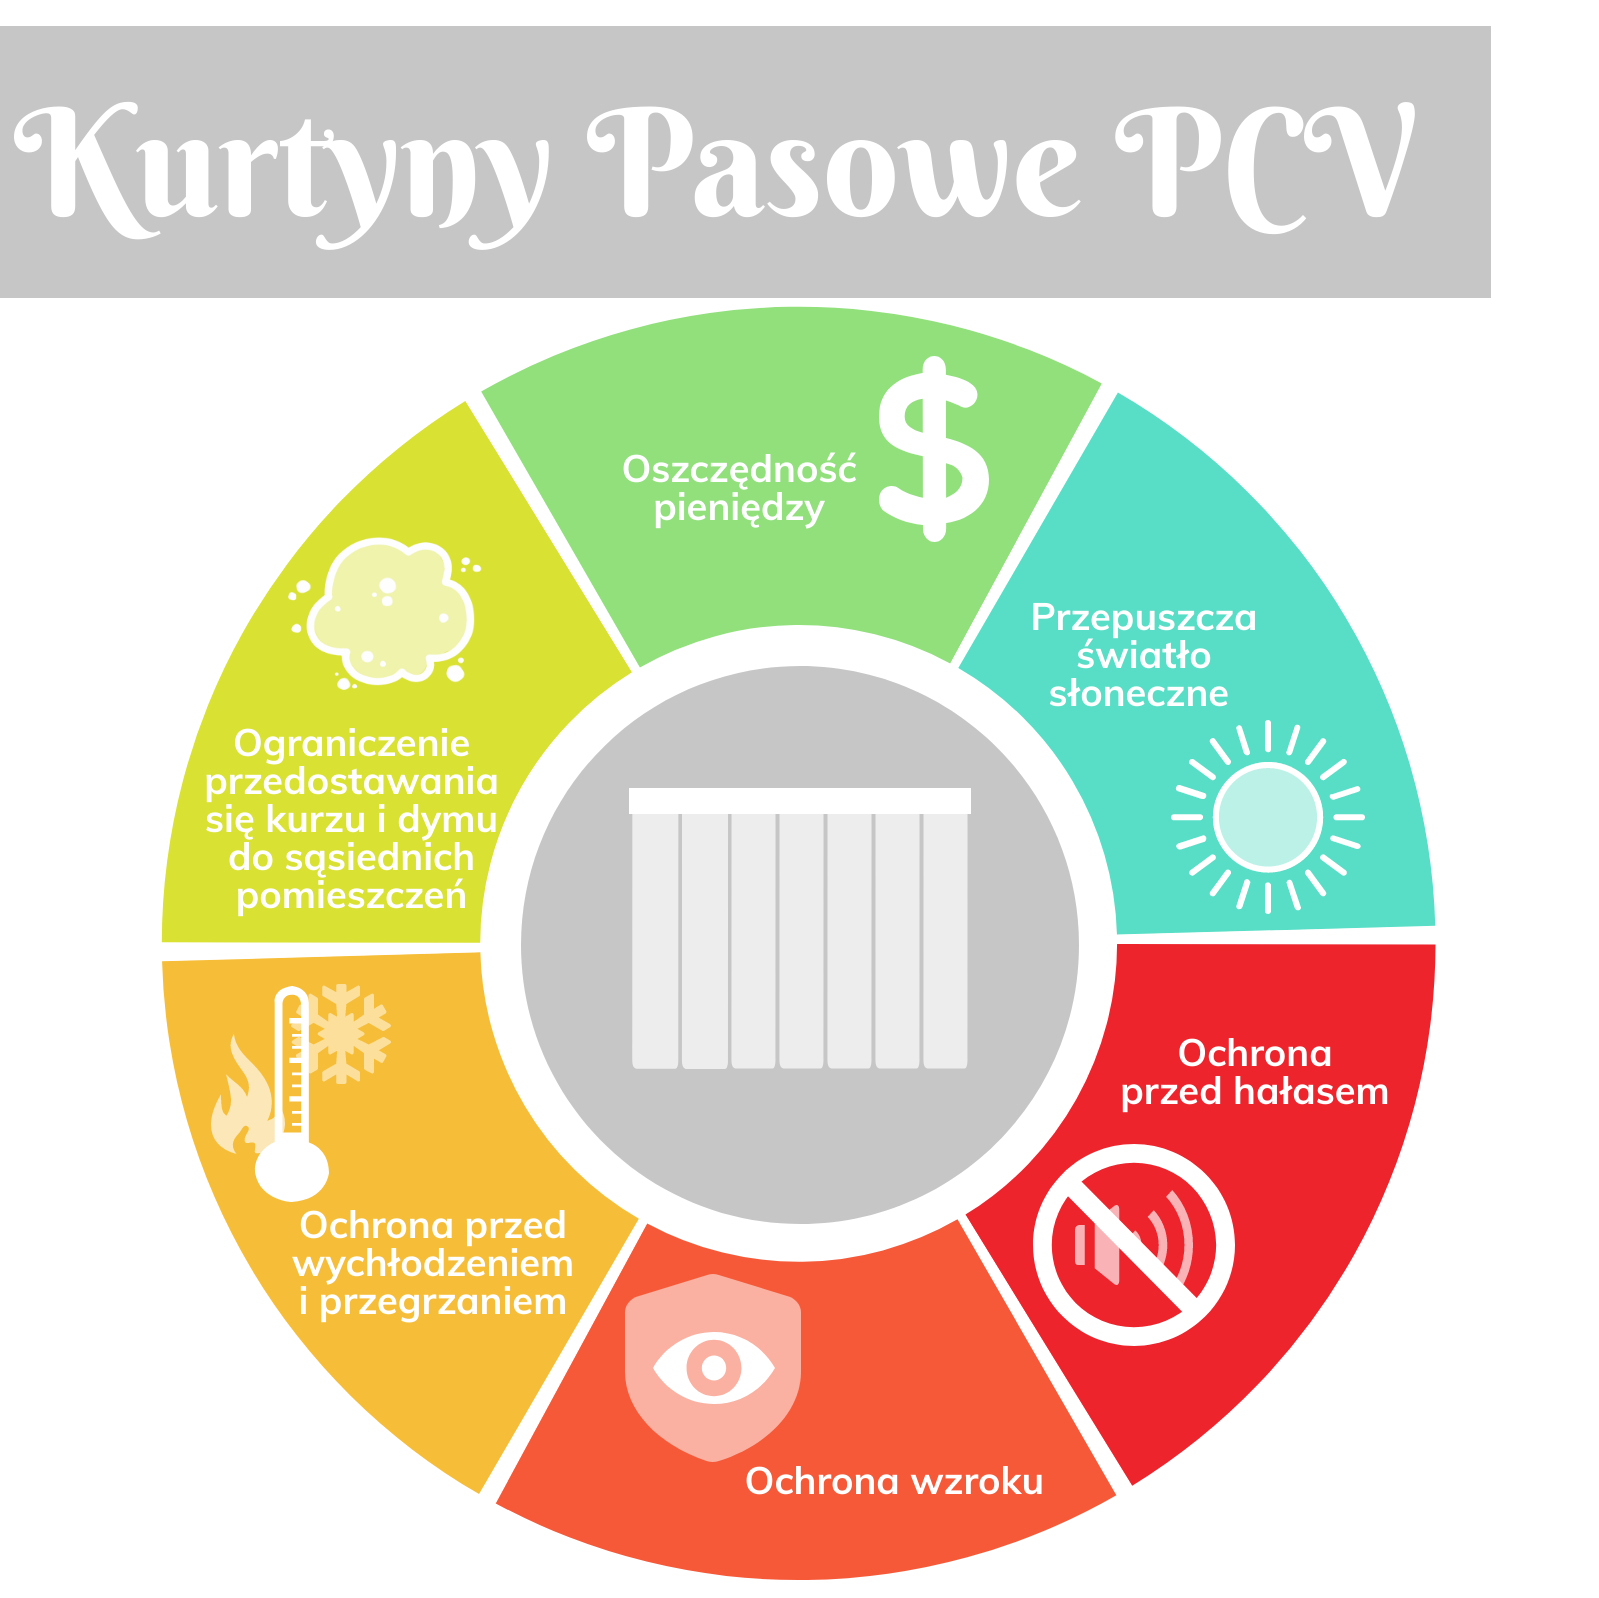 Kurtyny Pasowe PCV
Oszczędność
pieniędzy
Przepuszcza
światło
słoneczne
Ochrona
przed hałasem
Ochrona wzroku
Ochrona przed
wychłodzeniem
i przegrzaniem
Ograniczenie
przedostawania
się kurzu i dymu
do sąsiednich
pomieszczeń